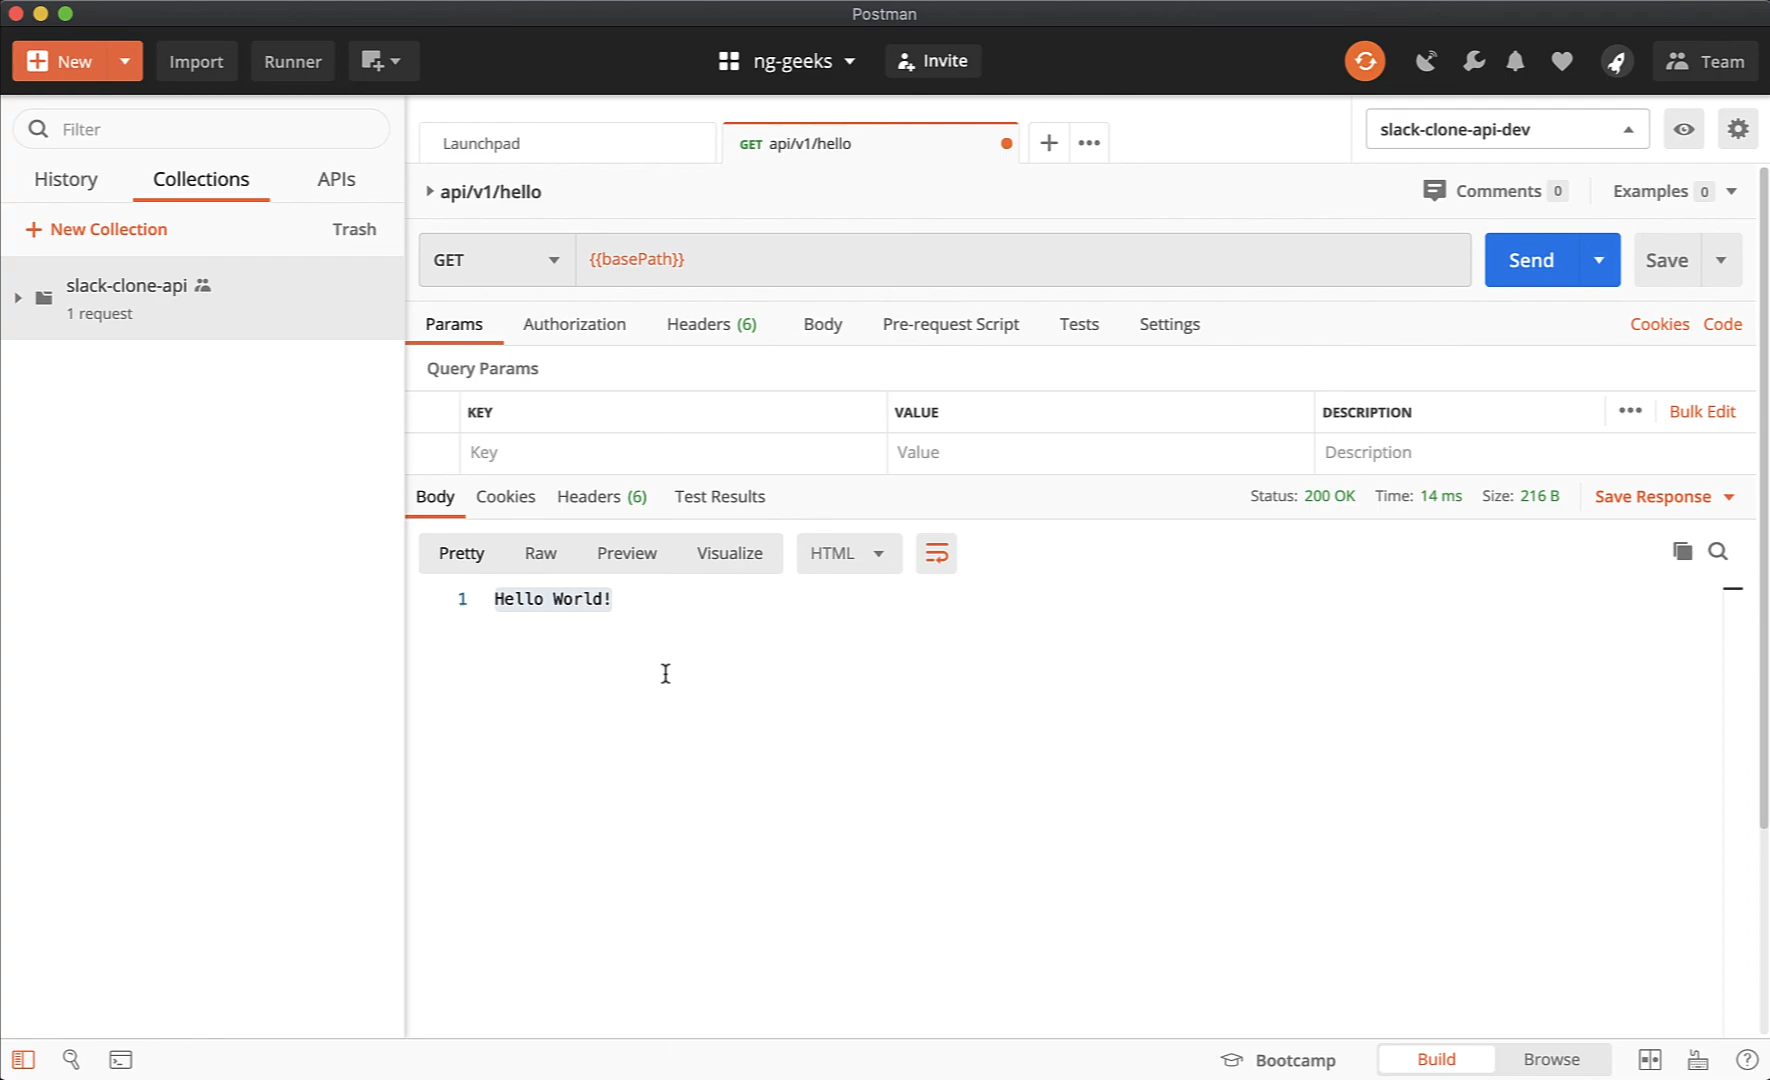 Postman
New Import Runner ng-geeks Invite Team
Filter
History Collections APIs
New Collection Trash
slack-clone-api
1 request
Launchpad GET api/v1/hello slack-clone-api-dev
api/v1/hello Comments 0 Examples 0
GET {{basePath}} Send Save
Params Authorization Headers (6) Body Pre-request Script Tests Settings Cookies Code
Query Params
KEY VALUE DESCRIPTION Bulk Edit
Key Value Description
Body Cookies Headers (6) Test Results Status: 200 OK Time: 14 ms Size: 216 B Save Response
Pretty Raw Preview Visualize HTML
1 Hello World!
Bootcamp Build Browse